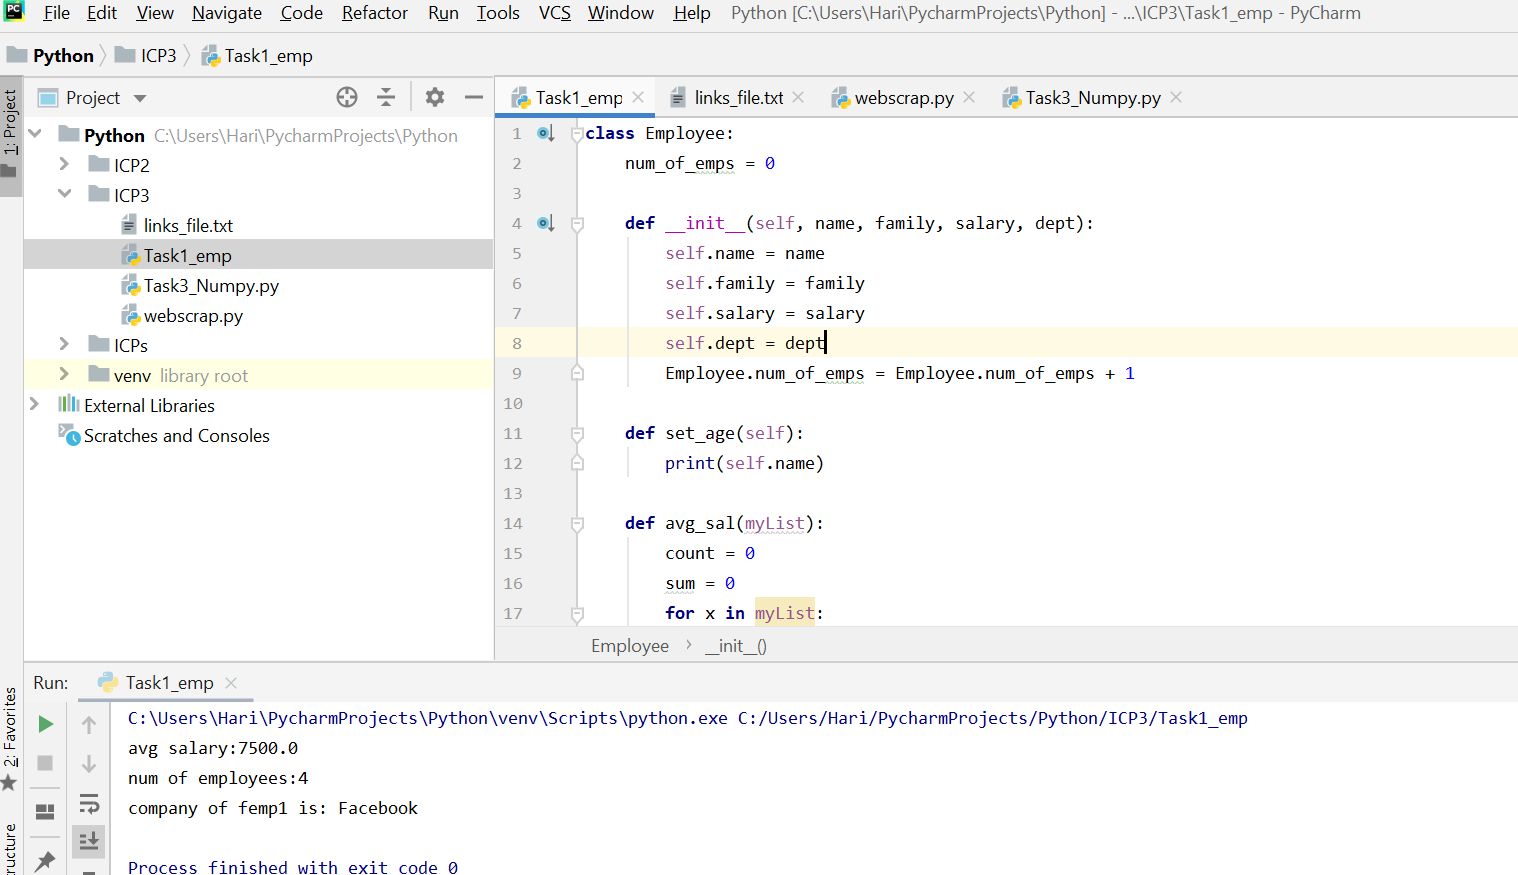 PC File Edit View Navigate Code Refactor Run Tools VCS Window Help Python [C:\Users\Hari\PycharmProjects\Python] - ...\ICP3\Task1_emp - PyCharm
Python ICP3 Task1_emp
1: Project
Project
Python C:\Users\Hari\PycharmProjects\Python
ICP2
ICP3
links_file.txt
Task1_emp
Task3_Numpy.py
webscrap.py
ICPs
venv library root
External Libraries
Scratches and Consoles
Task1_emp links_file.txt webscrap.py Task3_Numpy.py
1 class Employee:
2 num_of_emps = 0
3
4 def __init__(self, name, family, salary, dept):
5 self.name = name
6 self.family = family
7 self.salary = salary
8 self.dept = dept
9 Employee.num_of_emps = Employee.num_of_emps + 1
10
11 def set_age(self):
12 print(self.name)
13
14 def avg_sal(myList):
15 count = 0
16 sum = 0
17 for x in myList:
Employee › __init__()
Run: Task1_emp
2: Favorites
tructure
C:\Users\Hari\PycharmProjects\Python\venv\Scripts\python.exe C:/Users/Hari/PycharmProjects/Python/ICP3/Task1_emp
avg salary:7500.0
num of employees:4
company of femp1 is: Facebook
Process finished with exit code 0